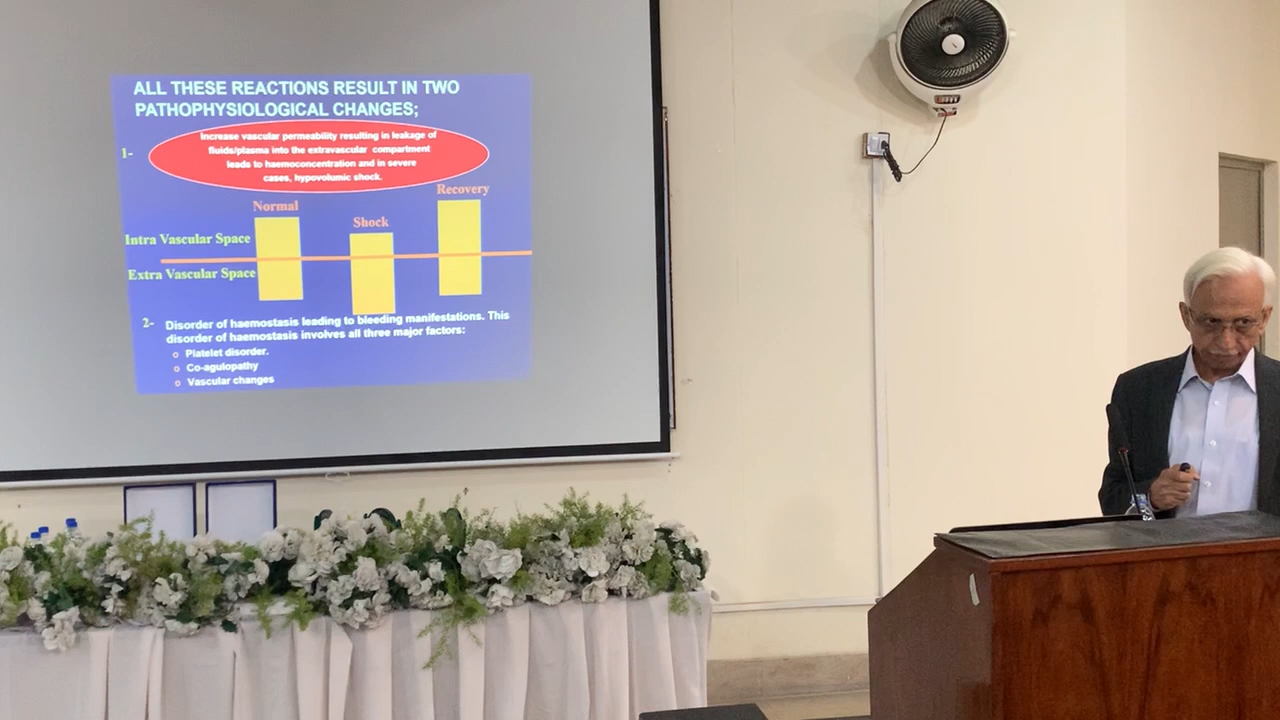 ALL THESE REACTIONS RESULT IN TWO
PATHOPHYSIOLOGICAL CHANGES;
1-
Increase vascular permeability resulting in leakage of
fluids/plasma into the extravascular compartment
leads to haemoconcentration and in severe
cases, hypovolumic shock.
Normal
Shock
Recovery
Intra Vascular Space
Extra Vascular Space
2- Disorder of haemostasis leading to bleeding manifestations. This
disorder of haemostasis involves all three major factors:
o Platelet disorder.
o Co-agulopathy
o Vascular changes